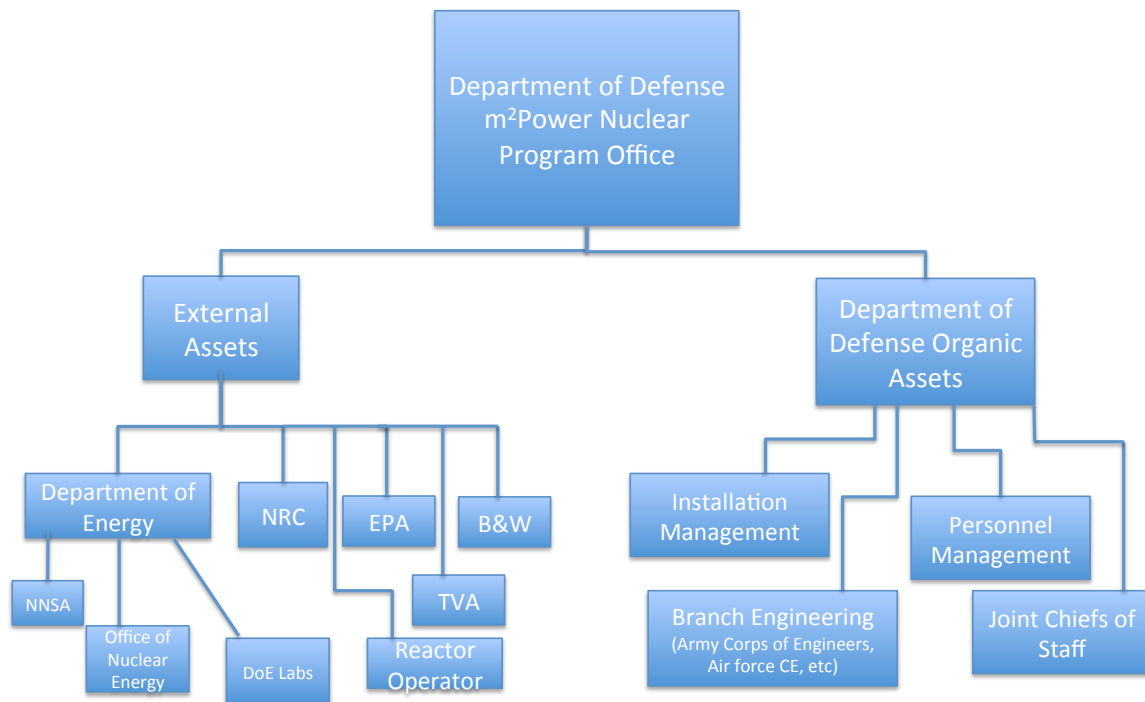 Department of Defense
m²Power Nuclear
Program Office
External
Assets
Department of
Defense Organic
Assets
Department of
Energy
NRC
EPA
B&W
Installation
Management
Personnel
Management
NNSA
Office of
Nuclear
Energy
DoE Labs
TVA
Reactor
Operator
Branch Engineering
(Army Corps of Engineers,
Air force CE, etc)
Joint Chiefs of
Staff